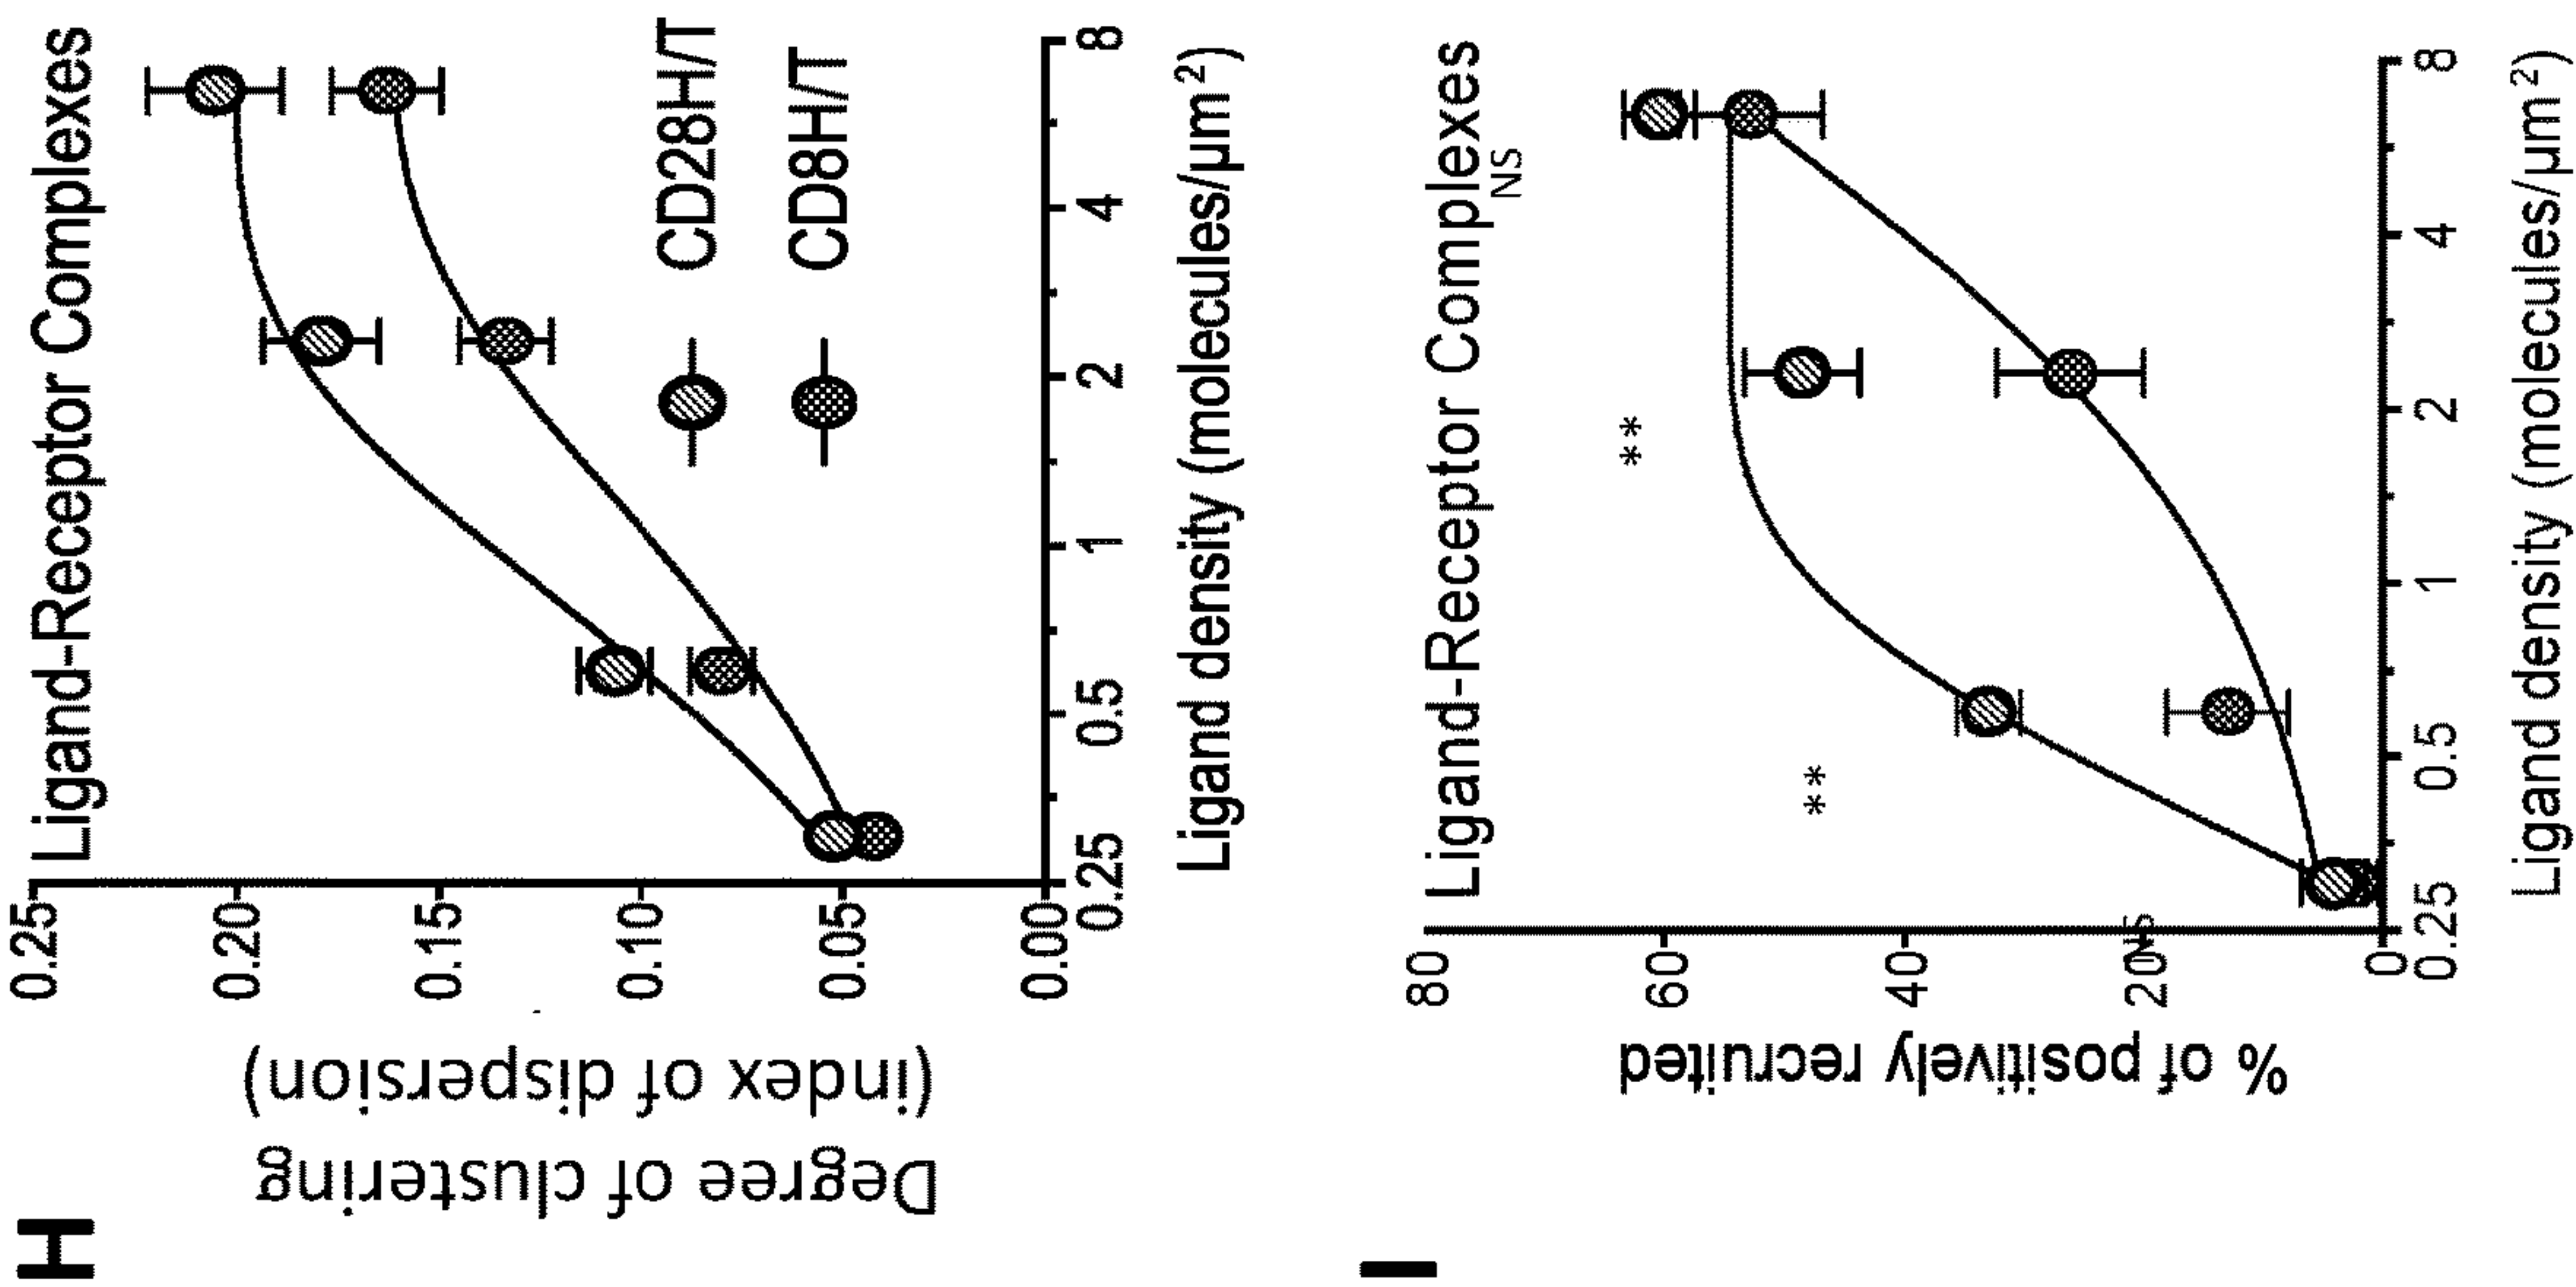 H
Ligand-Receptor Complexes
Degree of clustering
(index of dispersion)
0.25
0.20
0.15
0.10
0.05
0.00
0.25
0.5
1
2
4
8
Ligand density (molecules/µm²)
CD28H/T
CD8H/T
I
Ligand-Receptor Complexes
% of positively recruited
80
60
40
20
0
NS
**
**
NS
0.25
0.5
1
2
4
8
Ligand density (molecules/µm²)